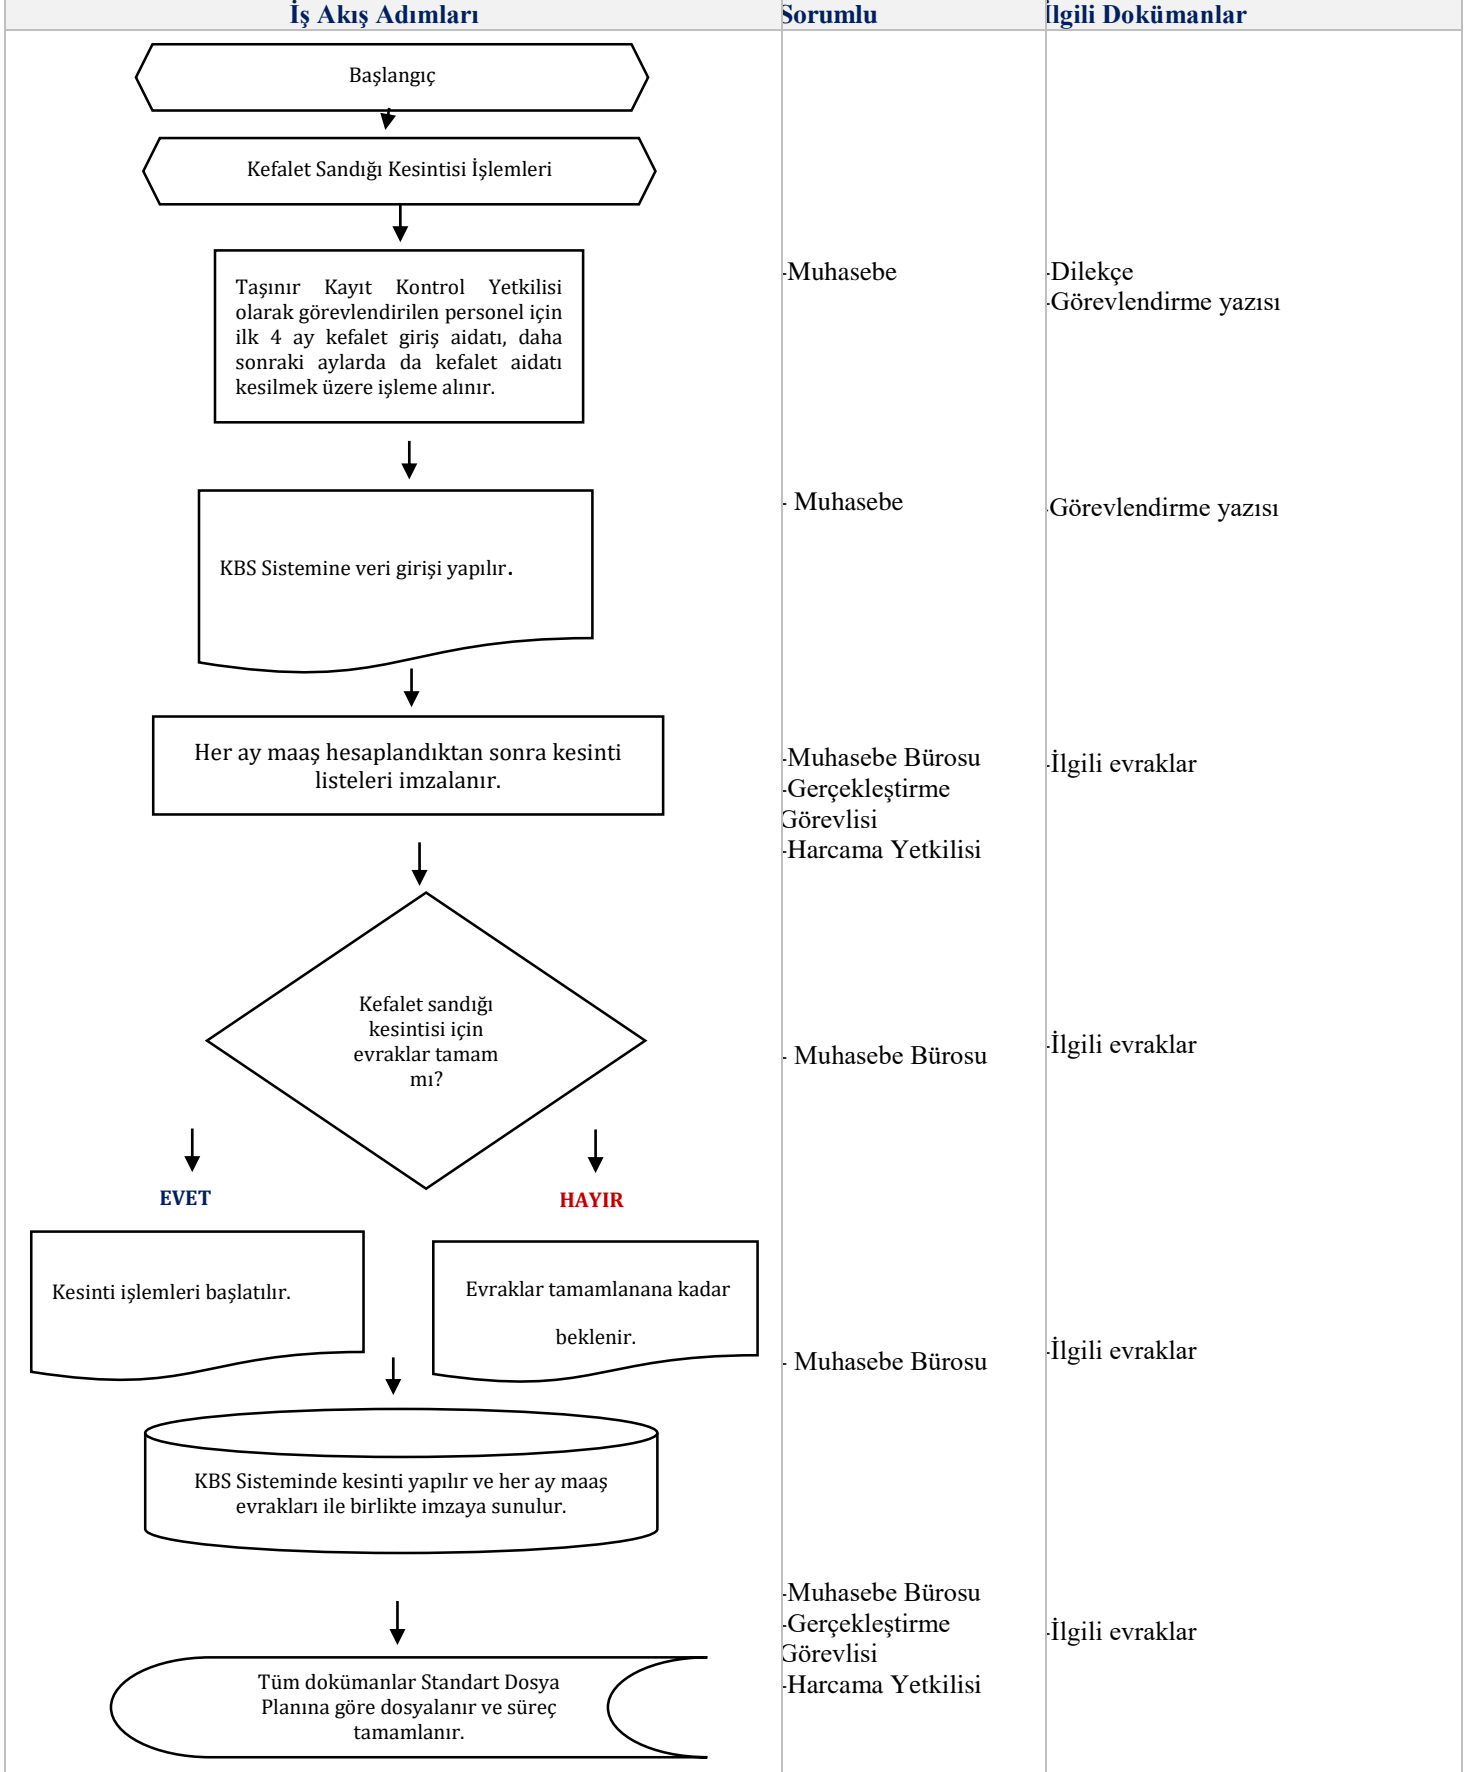 İş Akış Adımları
Sorumlu
İlgili Dokümanlar
Başlangıç
Kefalet Sandığı Kesintisi İşlemleri
Taşınır Kayıt Kontrol Yetkilisi
olarak görevlendirilen personel için
ilk 4 ay kefalet giriş aidatı, daha
sonraki aylarda da kefalet aidatı
kesilmek üzere işleme alınır.
-Muhasebe
-Dilekçe
-Görevlendirme yazısı
KBS Sistemine veri girişi yapılır.
- Muhasebe
-Görevlendirme yazısı
Her ay maaş hesaplandıktan sonra kesinti
listeleri imzalanır.
-Muhasebe Bürosu
-Gerçekleştirme
Görevlisi
-Harcama Yetkilisi
-İlgili evraklar
Kefalet sandığı
kesintisi için
evraklar tamam
mı?
- Muhasebe Bürosu
-İlgili evraklar
EVET
HAYIR
Kesinti işlemleri başlatılır.
Evraklar tamamlanana kadar
beklenir.
- Muhasebe Bürosu
-İlgili evraklar
KBS Sisteminde kesinti yapılır ve her ay maaş
evrakları ile birlikte imzaya sunulur.
-Muhasebe Bürosu
-Gerçekleştirme
Görevlisi
-Harcama Yetkilisi
-İlgili evraklar
Tüm dokümanlar Standart Dosya
Planına göre dosyalanır ve süreç
tamamlanır.